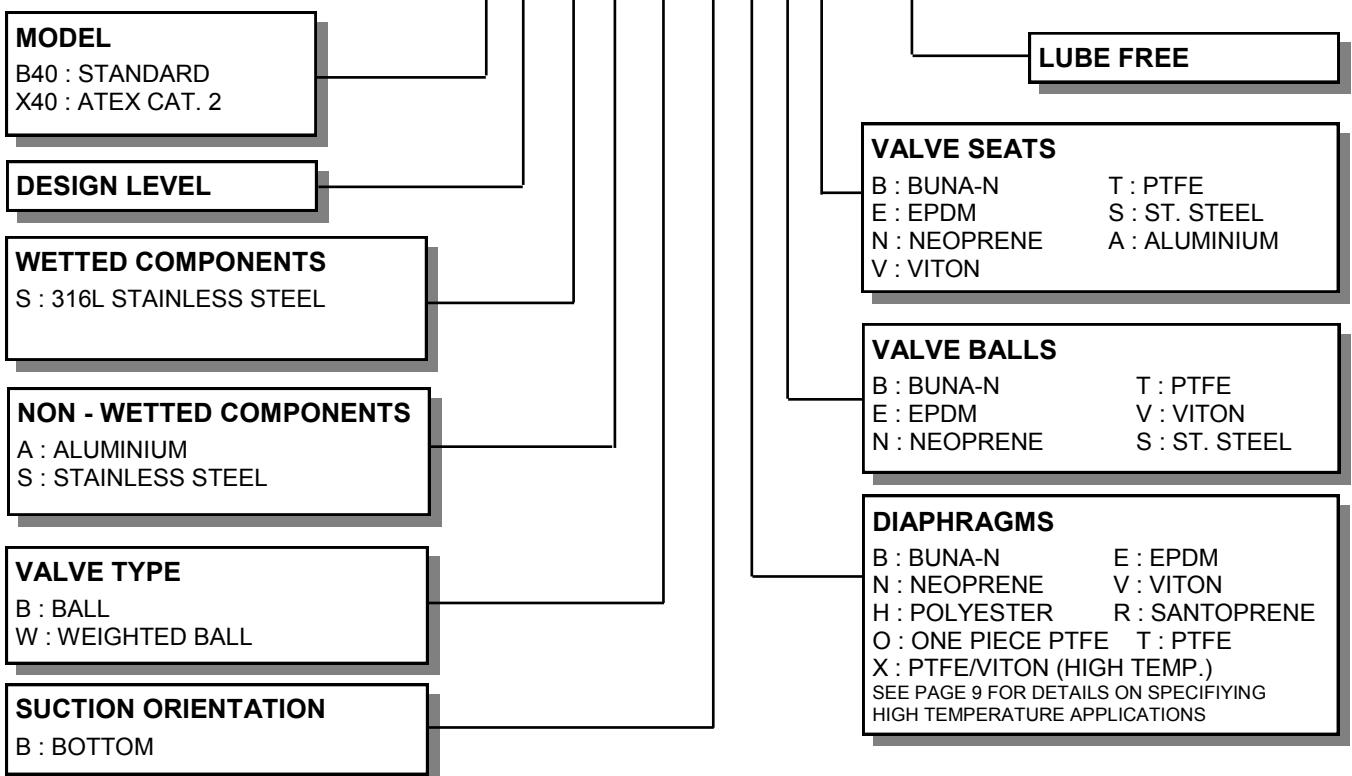 MODEL
B40 : STANDARD
X40 : ATEX CAT. 2
DESIGN LEVEL
WETTED COMPONENTS
S : 316L STAINLESS STEEL
NON - WETTED COMPONENTS
A : ALUMINIUM
S : STAINLESS STEEL
VALVE TYPE
B : BALL
W : WEIGHTED BALL
SUCTION ORIENTATION
B : BOTTOM
LUBE FREE
VALVE SEATS
B : BUNA-N T : PTFE
E : EPDM S : ST. STEEL
N : NEOPRENE A : ALUMINIUM
V : VITON
VALVE BALLS
B : BUNA-N T : PTFE
E : EPDM V : VITON
N : NEOPRENE S : ST. STEEL
DIAPHRAGMS
B : BUNA-N E : EPDM
N : NEOPRENE V : VITON
H : POLYESTER R : SANTOPRENE
O : ONE PIECE PTFE T : PTFE
X : PTFE/VITON (HIGH TEMP.)
SEE PAGE 9 FOR DETAILS ON SPECIFIYING
HIGH TEMPERATURE APPLICATIONS